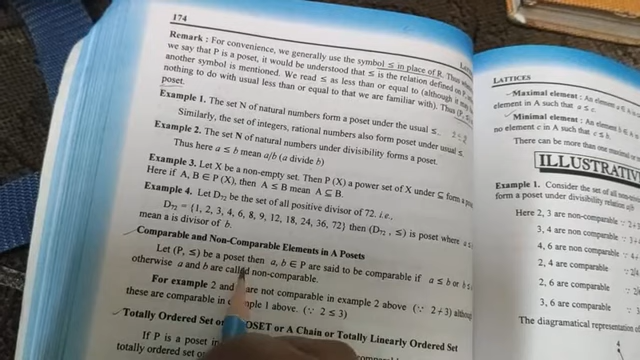 174
Remark : For convenience, we generally use the symbol ≤ in place of R. Thus
we say that P is a poset, it would be understood that ≤ is the relation defined on
another symbol is mentioned. We read ≤ as less than or equal to (although it may
nothing to do with usual less than or equal to that we are familiar with). Thus (P, ≤)
poset.
Example 1. The set N of natural numbers form a poset under the usual ≤.
Similarly, the set of integers, rational numbers also form poset under usual ≤
Example 2. The set N of natural numbers under divisibility forms a poset.
Thus here a ≤ b mean a/b (a divide b)
Example 3. Let X be a non-empty set. Then P (X) a power set of X under ⊆ form a
Here if A, B ∈ P (X), then A ≤ B mean A ⊆ B.
Example 4. Let D72 be the set of all positive divisor of 72. i.e.,
D72 = {1, 2, 3, 4, 6, 8, 9, 12, 18, 24, 36, 72} then (D72 , ≤) is poset where a ≤
mean a is divisor of b.
Comparable and Non-Comparable Elements in A Posets
Let (P, ≤) be a poset then a, b ∈ P are said to be comparable if a ≤ b or b ≤
otherwise a and b are called non-comparable.
For example 2 and are not comparable in example 2 above (∵ 2÷3)
these are comparable in example 1 above. (∵ 2 ≤ 3)
Totally Ordered Set or POSET or A Chain or Totally Linearly Ordered Set
If P is a poset in
totally ordered set or
LATTICES
Maximal element : An element
element in A such that a ≤ c.
Minimal element : An element
no element c in A such that c ≤ b.
There can be more than one
ILLUSTRATIV
Example 1. Consider the set of all
form a poset under divisibility relation
Here 2, 3 are non-comparable
3, 4 are non-comparable
4, 6 are non-comparable
2, 4 are comparable
2, 6 are comparable
3, 6 are comparable
The diagramatical representation
4